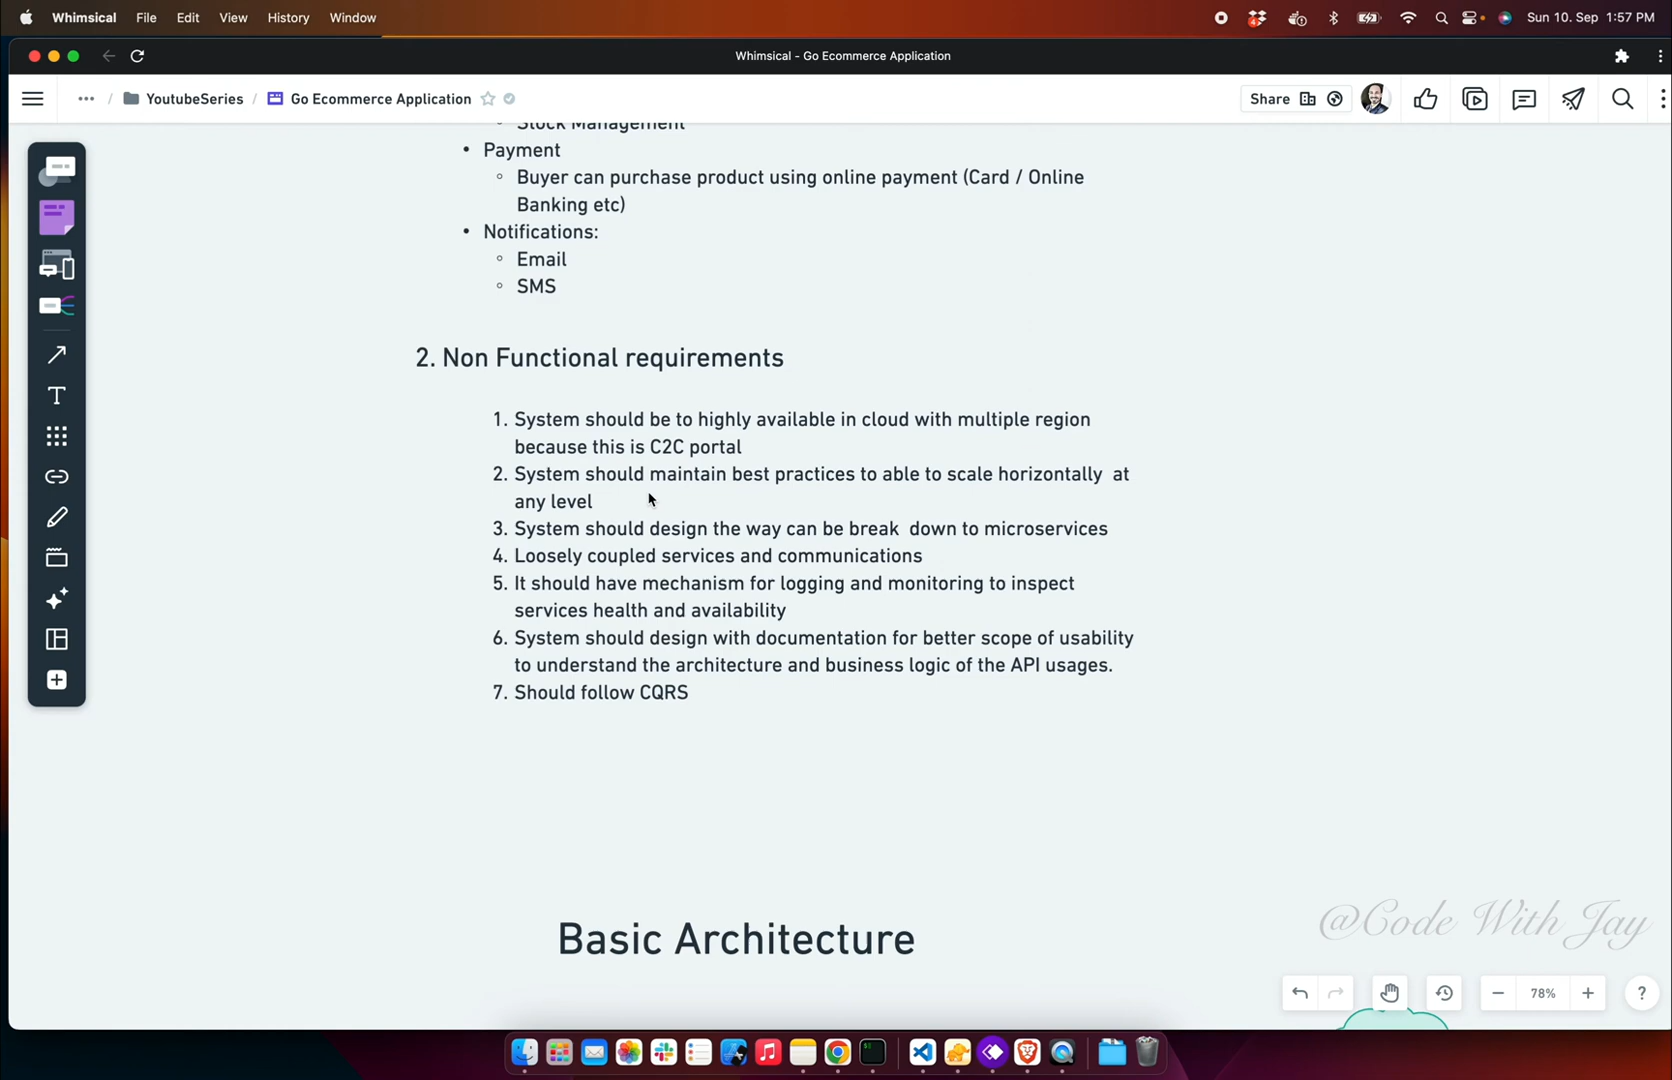 Whimsical File Edit View History Window
4
Sun 10. Sep 1:57 PM
Whimsical - Go Ecommerce Application
... / YoutubeSeries / Go Ecommerce Application
Share
◦ Stock Management
• Payment
◦ Buyer can purchase product using online payment (Card / Online
Banking etc)
• Notifications:
◦ Email
◦ SMS
2. Non Functional requirements
1. System should be to highly available in cloud with multiple region
because this is C2C portal
2. System should maintain best practices to able to scale horizontally at
any level
3. System should design the way can be break down to microservices
4. Loosely coupled services and communications
5. It should have mechanism for logging and monitoring to inspect
services health and availability
6. System should design with documentation for better scope of usability
to understand the architecture and business logic of the API usages.
7. Should follow CQRS
Basic Architecture
@Code With Jay
78%
?